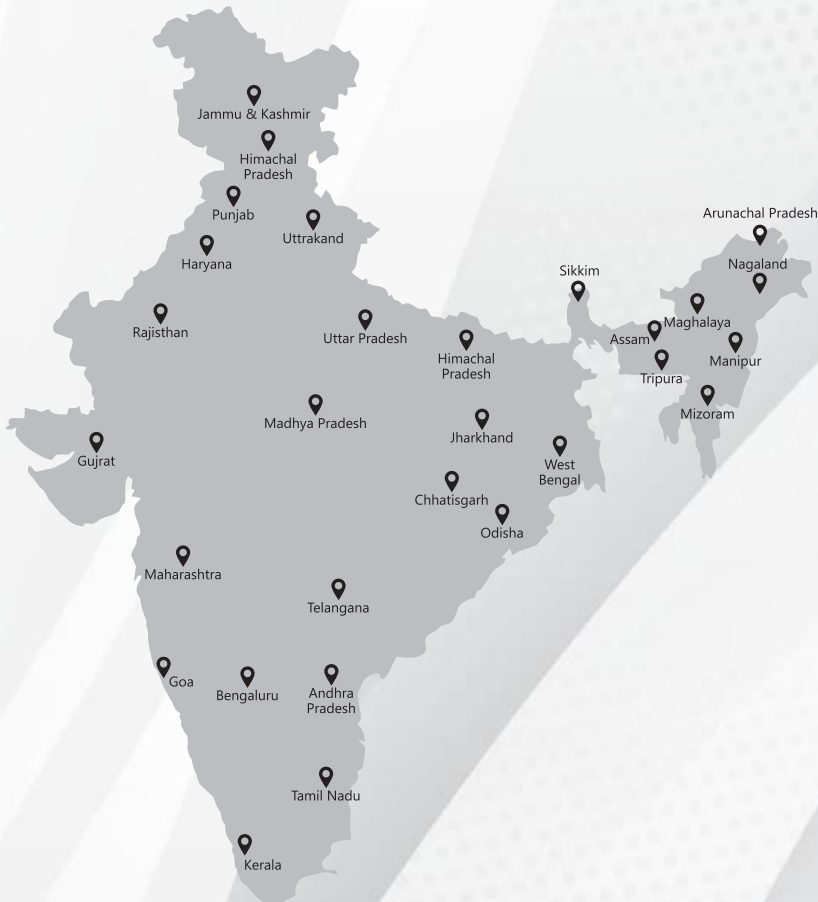 Jammu & Kashmir
Himachal
Pradesh
Punjab
Uttrakand
Haryana
Arunachal Pradesh
Nagaland
Sikkim
Rajisthan
Uttar Pradesh
Himachal
Pradesh
Maghalaya
Assam
Manipur
Tripura
Mizoram
Madhya Pradesh
Jharkhand
Gujrat
West
Bengal
Chhatisgarh
Odisha
Maharashtra
Telangana
Goa
Bengaluru
Andhra
Pradesh
Tamil Nadu
Kerala